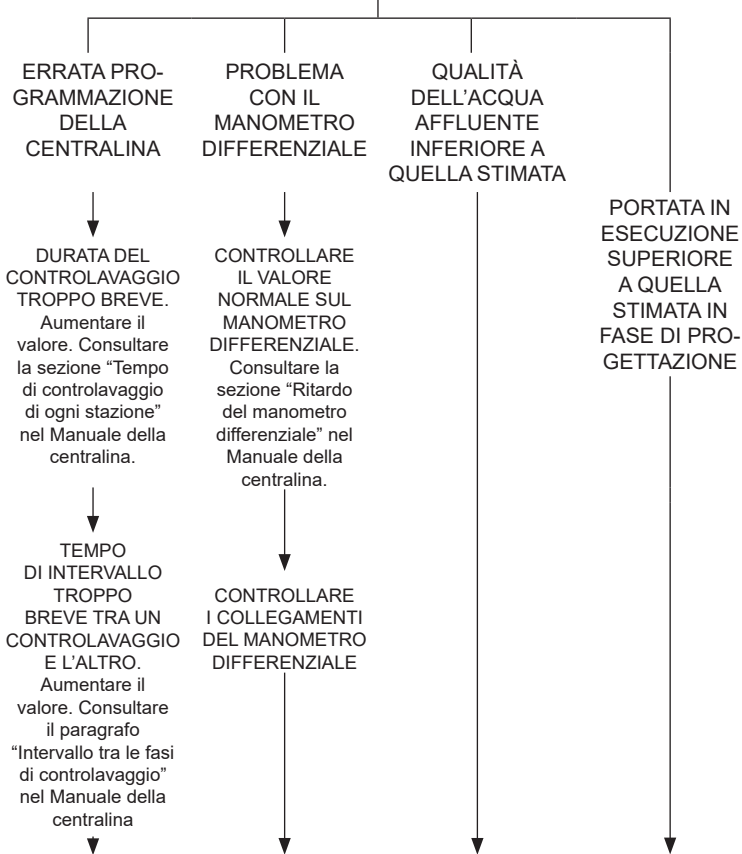 ERRATA PRO-
GRAMMAZIONE
DELLA
CENTRALINA
DURATA DEL
CONTROLAVAGGIO
TROPPO BREVE.
Aumentare il
valore. Consultare
la sezione “Tempo
di controlavaggio
di ogni stazione”
nel Manuale della
centralina.
TEMPO
DI INTERVALLO
TROPPO
BREVE TRA UN
CONTROLAVAGGIO
E L’ALTRO.
Aumentare il
valore. Consultare
il paragrafo
“Intervallo tra le fasi
di controlavaggio”
nel Manuale della
centralina
PROBLEMA
CON IL
MANOMETRO
DIFFERENZIALE
CONTROLLARE
IL VALORE
NORMALE SUL
MANOMETRO
DIFFERENZIALE.
Consultare la
sezione “Ritardo
del manometro
differenziale” nel
Manuale della
centralina.
CONTROLLARE
I COLLEGAMENTI
DEL MANOMETRO
DIFFERENZIALE
QUALITÀ
DELL’ACQUA
AFFLUENTE
INFERIORE A
QUELLA STIMATA
PORTATA IN
ESECUZIONE
SUPERIORE
A QUELLA
STIMATA IN
FASE DI PRO-
GETTAZIONE